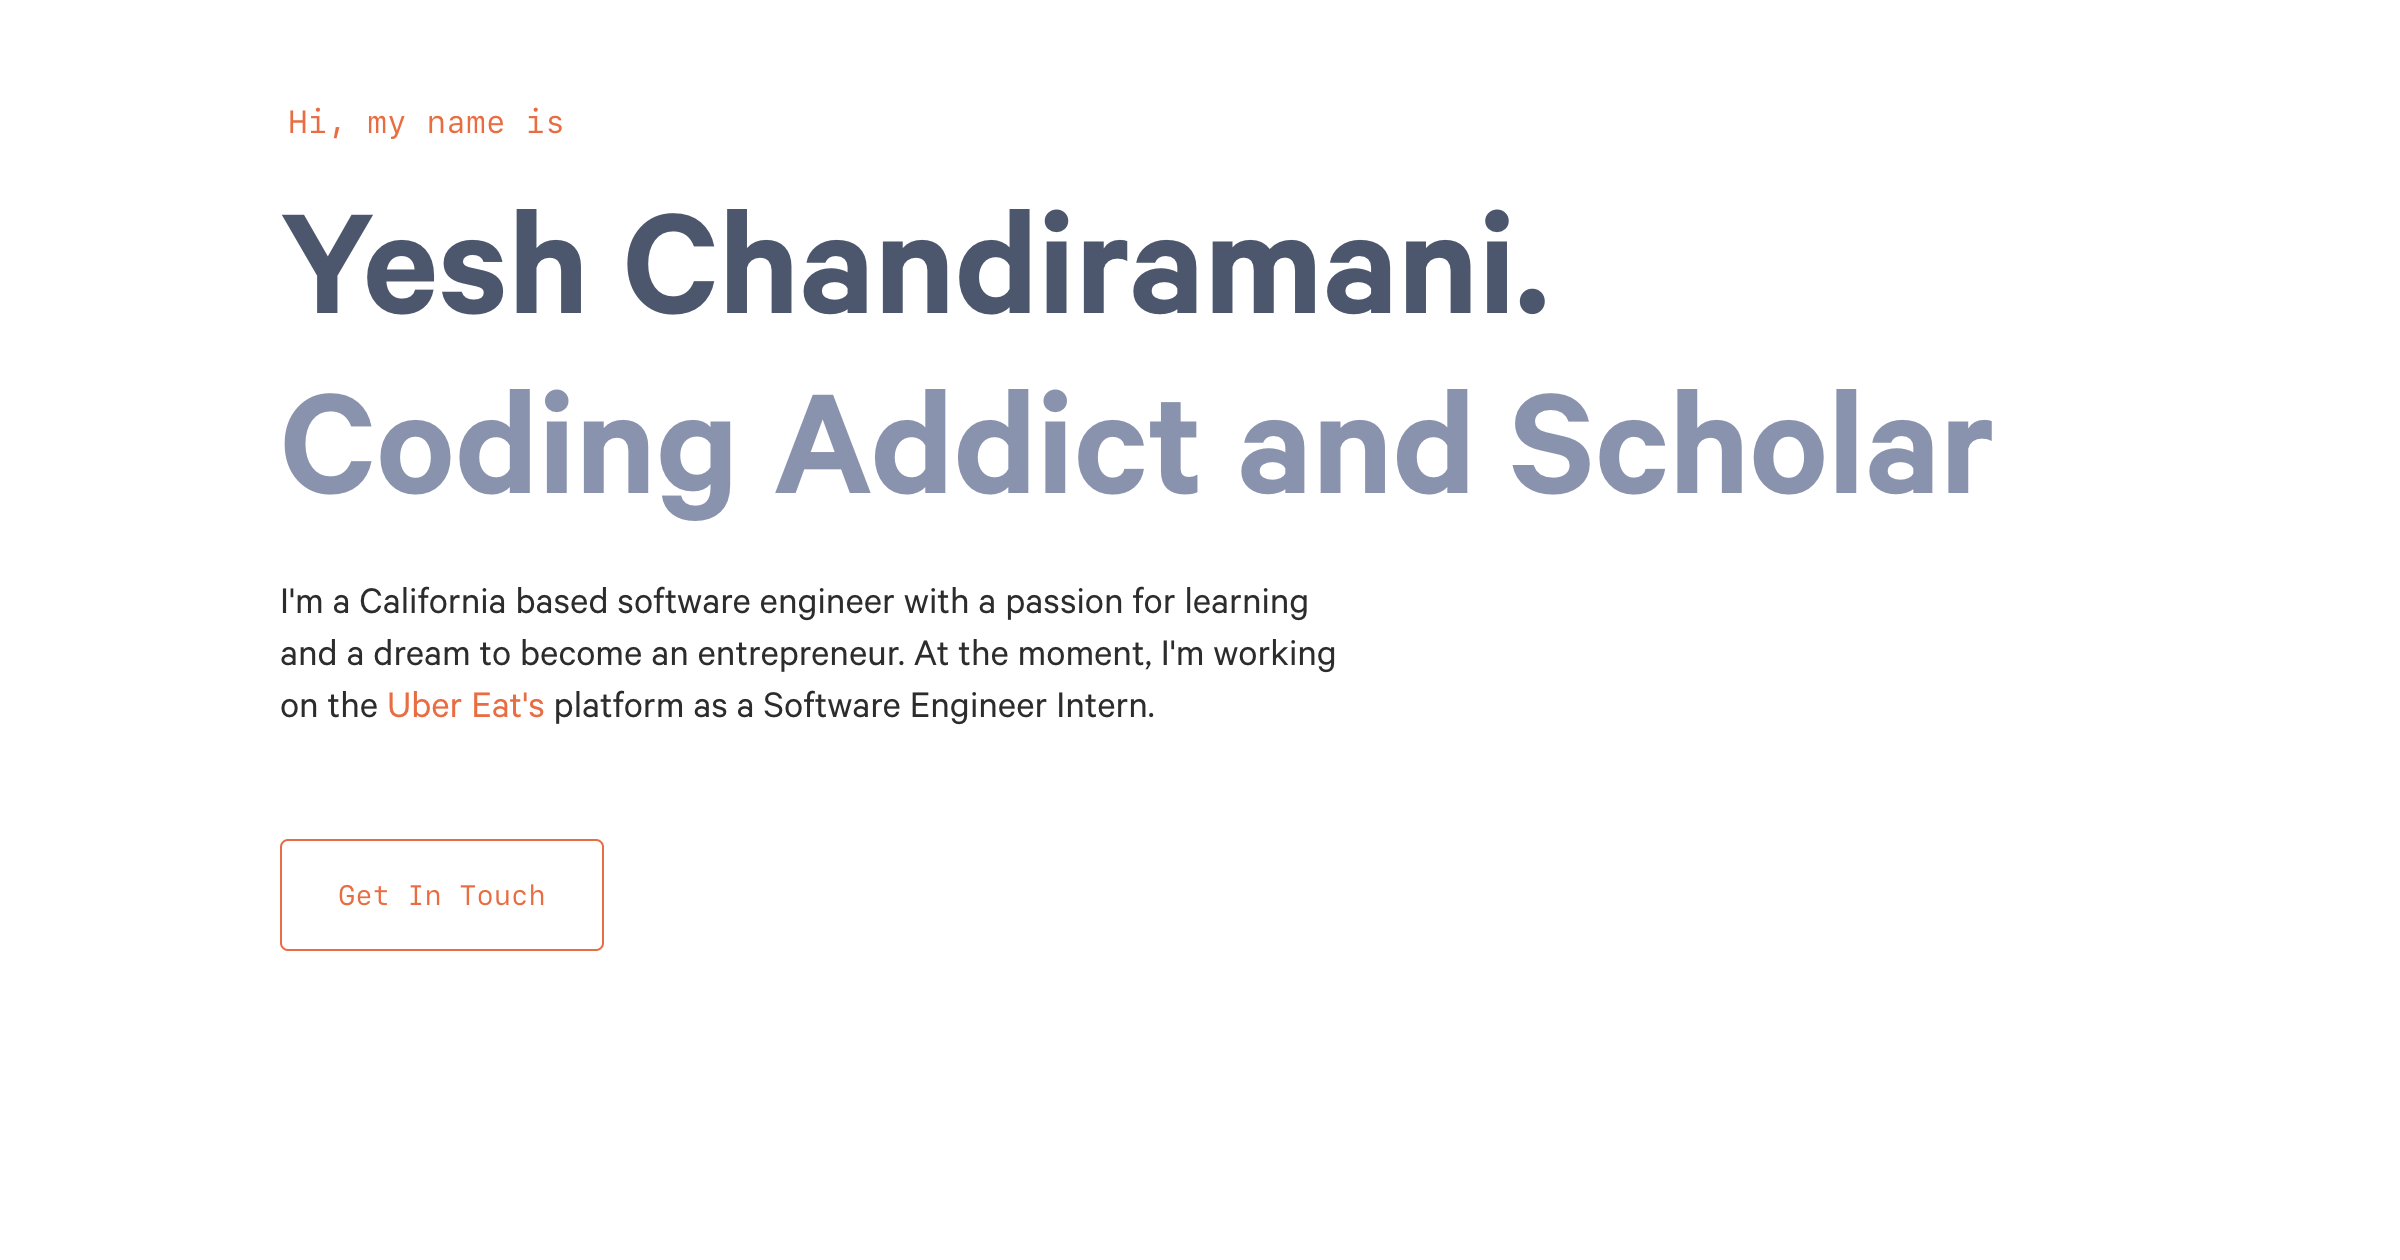 Hi, my name is
Yesh Chandiramani.
Coding Addict and Scholar
I'm a California based software engineer with a passion for learning
and a dream to become an entrepreneur. At the moment, I'm working
on the Uber Eat's platform as a Software Engineer Intern.
Get In Touch